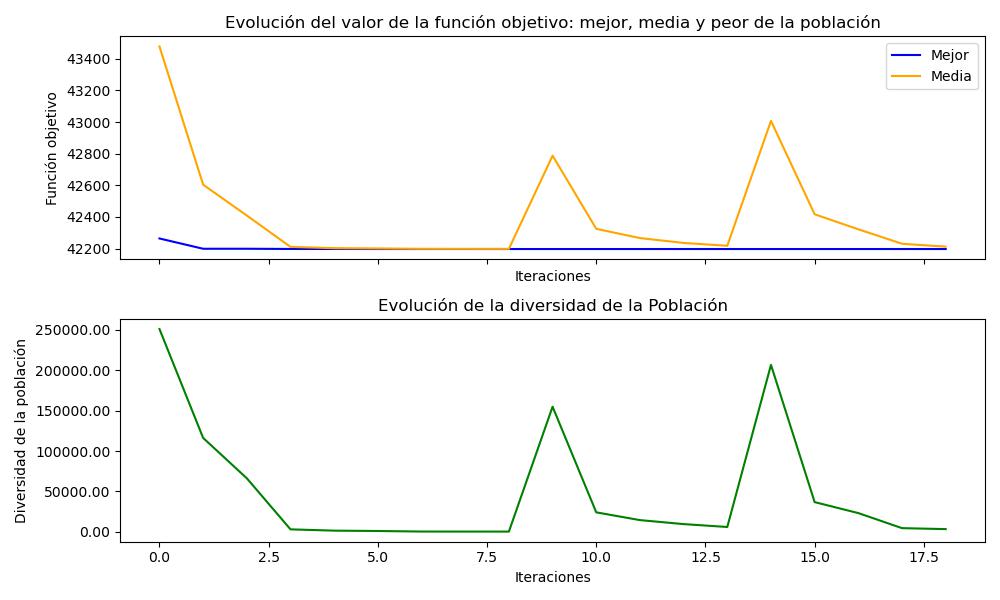 Evolución del valor de la función objetivo: mejor, media y peor de la población
Función objetivo
43400
43200
43000
42800
42600
42400
42200
Mejor
Media
Iteraciones
Evolución de la diversidad de la Población
Diversidad de la población
250000.00
200000.00
150000.00
100000.00
50000.00
0.00
0.0 2.5 5.0 7.5 10.0 12.5 15.0 17.5
Iteraciones